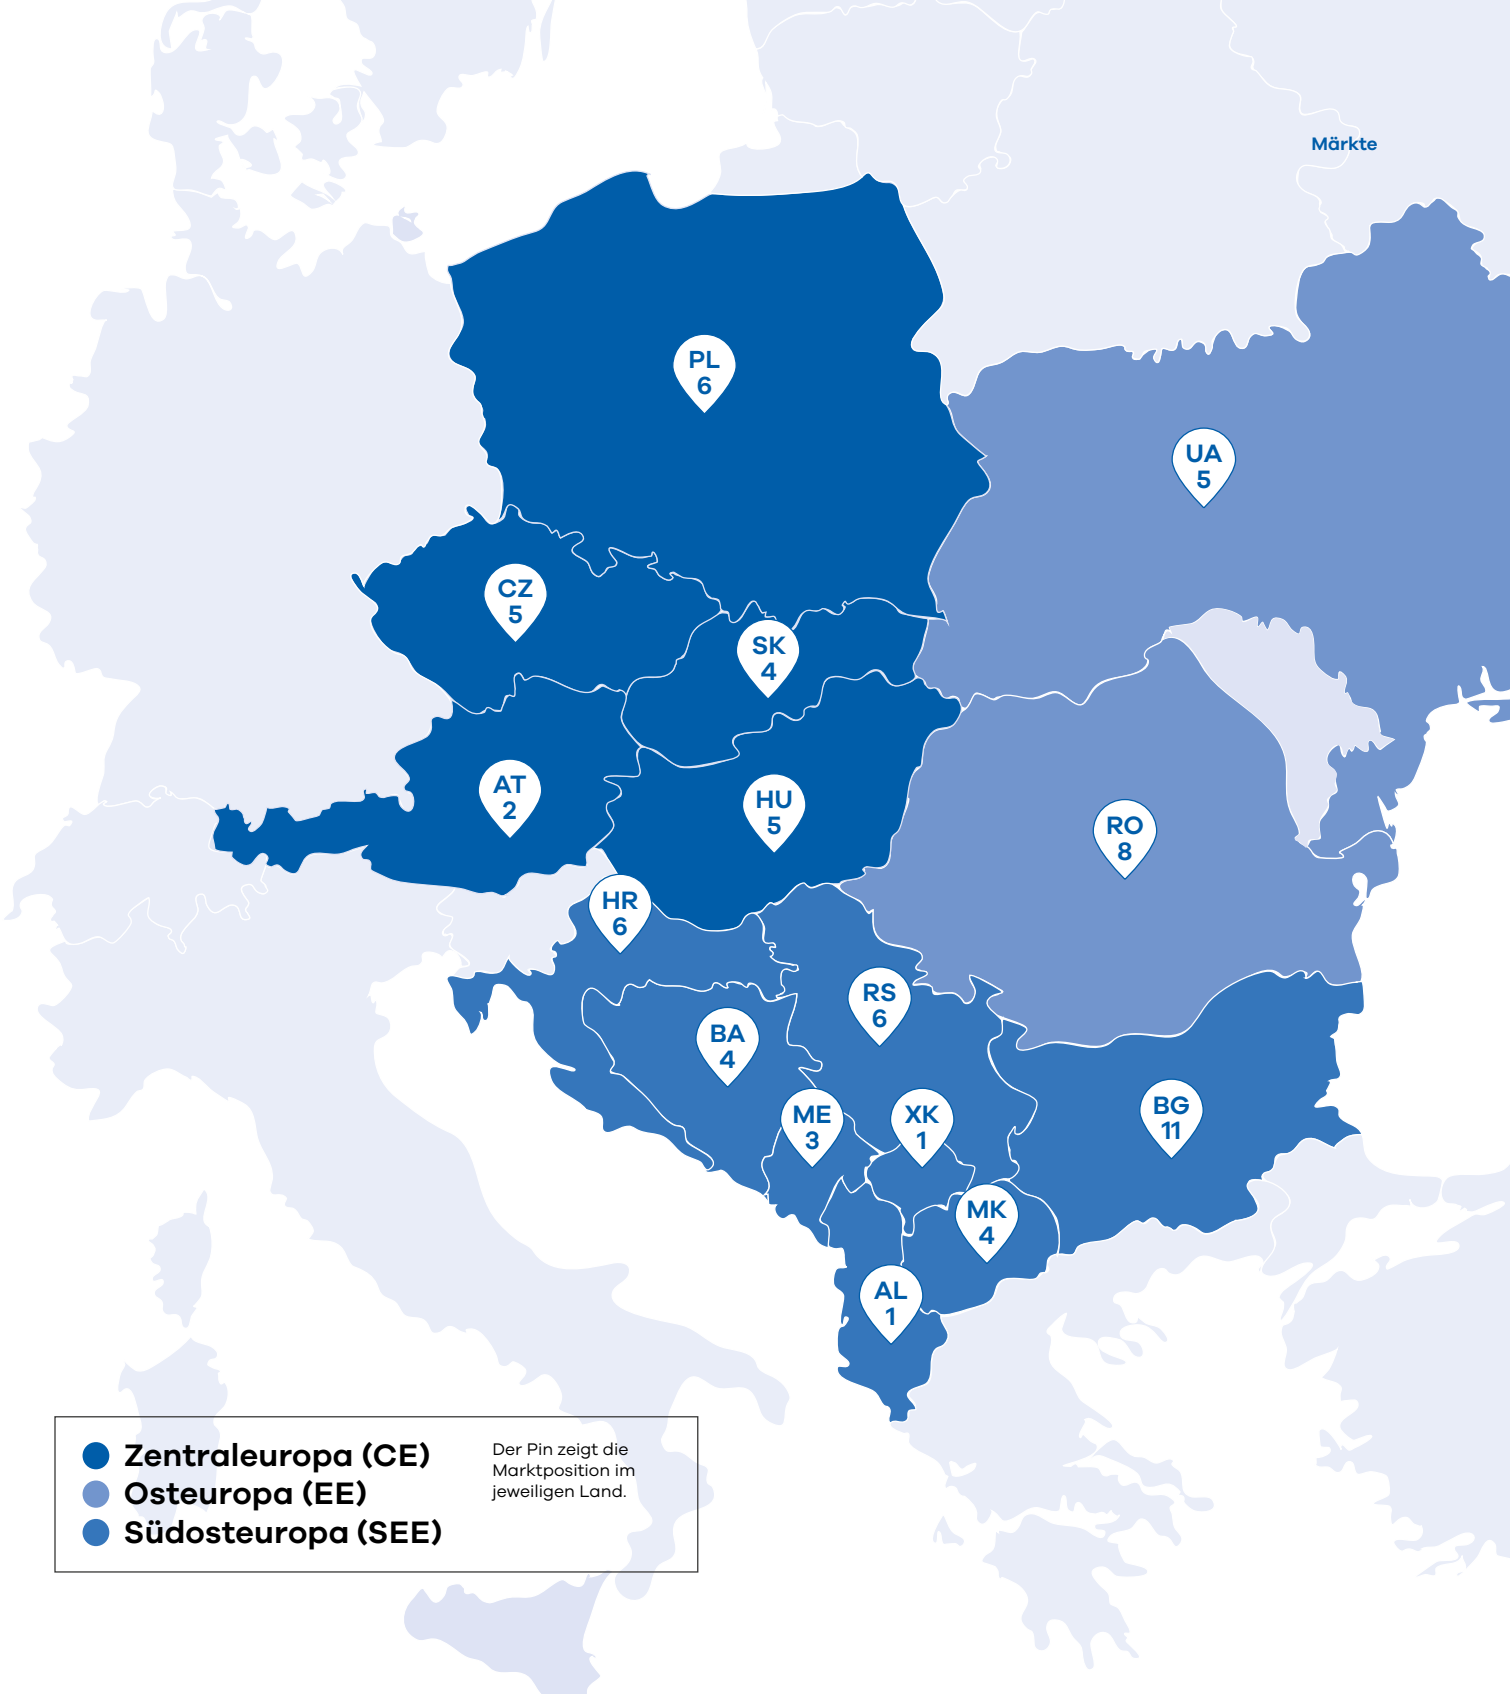 Märkte
PL
6
UA
5
CZ
5
SK
4
AT
2
HU
5
RO
8
HR
6
RS
6
BA
4
ME
3
XK
1
BG
11
MK
4
AL
1
Zentraleuropa (CE)
Osteuropa (EE)
Südosteuropa (SEE)
Der Pin zeigt die
Marktposition im
jeweiligen Land.